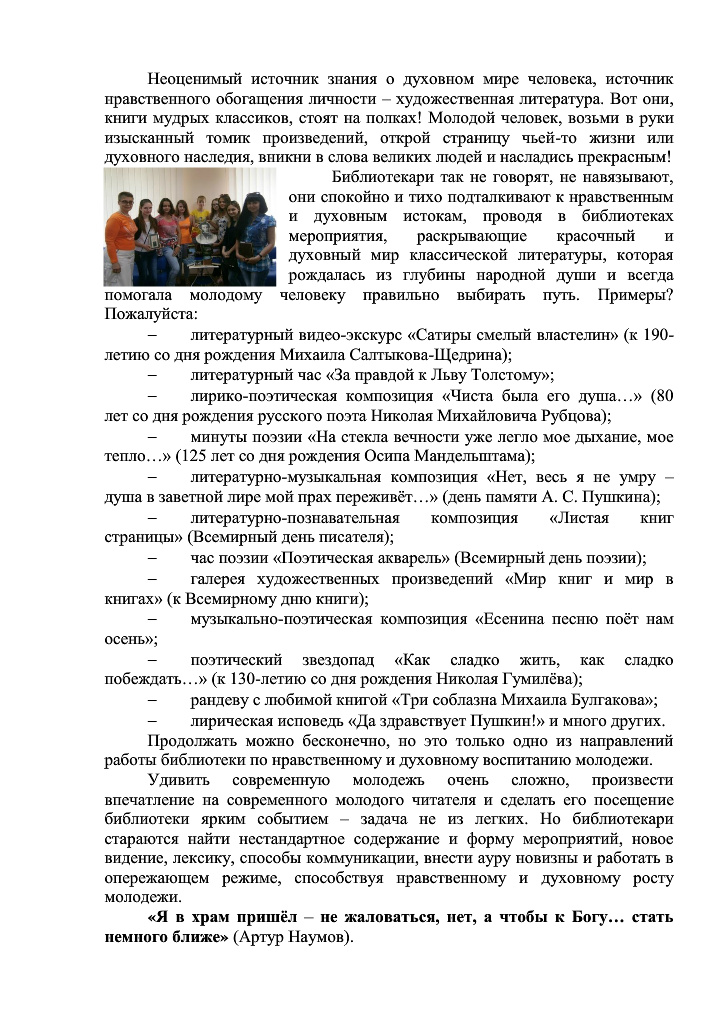 Неоценимый источник знания о духовном мире человека, источник
нравственного обогащения личности – художественная литература. Вот они,
книги мудрых классиков, стоят на полках! Молодой человек, возьми в руки
изысканный томик произведений, открой страницу чьей-то жизни или
духовного наследия, вникни в слова великих людей и насладись прекрасным!
Библиотекари так не говорят, не навязывают,
они спокойно и тихо подталкивают к нравственным
и духовным истокам, проводя в библиотеках
мероприятия, раскрывающие красочный и
духовный мир классической литературы, которая
рождалась из глубины народной души и всегда
помогала молодому человеку правильно выбирать путь. Примеры?
Пожалуйста:
– литературный видео-экскурс «Сатиры смелый властелин» (к 190-
летию со дня рождения Михаила Салтыкова-Щедрина);
– литературный час «За правдой к Льву Толстому»;
– лирико-поэтическая композиция «Чиста была его душа…» (80
лет со дня рождения русского поэта Николая Михайловича Рубцова);
– минуты поэзии «На стекла вечности уже легло мое дыхание, мое
тепло…» (125 лет со дня рождения Осипа Мандельштама);
– литературно-музыкальная композиция «Нет, весь я не умру –
душа в заветной лире мой прах переживёт…» (день памяти А. С. Пушкина);
– литературно-познавательная композиция «Листая книг
страницы» (Всемирный день писателя);
– час поэзии «Поэтическая акварель» (Всемирный день поэзии);
– галерея художественных произведений «Мир книг и мир в
книгах» (к Всемирному дню книги);
– музыкально-поэтическая композиция «Есенина песню поёт нам
осень»;
– поэтический звездопад «Как сладко жить, как сладко
побеждать…» (к 130-летию со дня рождения Николая Гумилёва);
– рандеву с любимой книгой «Три соблазна Михаила Булгакова»;
– лирическая исповедь «Да здравствует Пушкин!» и много других.
Продолжать можно бесконечно, но это только одно из направлений
работы библиотеки по нравственному и духовному воспитанию молодежи.
Удивить современную молодежь очень сложно, произвести
впечатление на современного молодого читателя и сделать его посещение
библиотеки ярким событием – задача не из легких. Но библиотекари
стараются найти нестандартное содержание и форму мероприятий, новое
видение, лексику, способы коммуникации, внести ауру новизны и работать в
опережающем режиме, способствуя нравственному и духовному росту
молодежи.
«Я в храм пришёл – не жаловаться, нет, а чтобы к Богу… стать
немного ближе» (Артур Наумов).